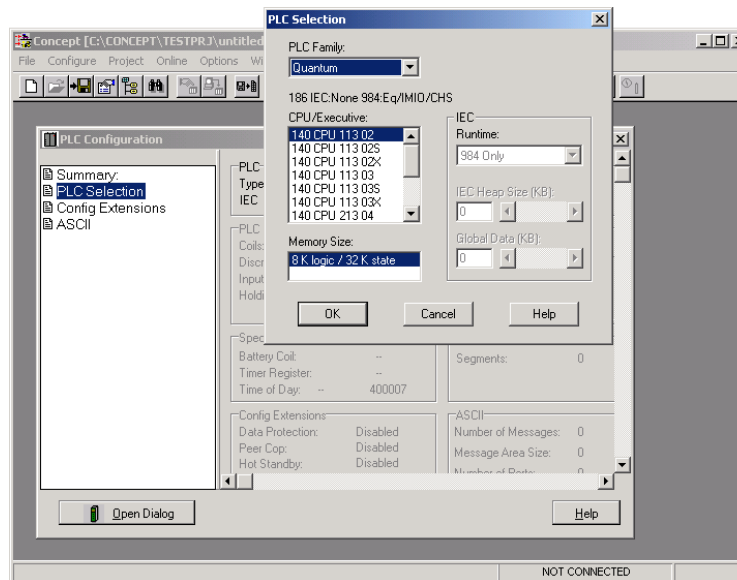 Concept [C:\CONCEPT\TESTPRJ\untitled
File Configure Project Online Options Wi
PLC Selection
PLC Family:
Quantum
186 IEC:None 984:Eq/IMIO/CHS
CPU/Executive:
140 CPU 113 02
140 CPU 113 02S
140 CPU 113 02X
140 CPU 113 03
140 CPU 113 03S
140 CPU 113 03X
140 CPU 213 04
Memory Size:
8 K logic / 32 K state
IEC
Runtime:
984 Only
IEC Heap Size (KB):
0
Global Data (KB):
0
OK Cancel Help
PLC Configuration
Summary:
PLC Selection
Config Extensions
ASCII
PLC
Type
IEC
PLC
Coils:
Discr
Input
Holdi
Spec
Battery Coil: --
Timer Register: --
Time of Day: -- 400007
Segments: 0
Config Extensions
Data Protection: Disabled
Peer Cop: Disabled
Hot Standby: Disabled
ASCII
Number of Messages: 0
Message Area Size: 0
Number of Ports: 0
Open Dialog
Help
NOT CONNECTED